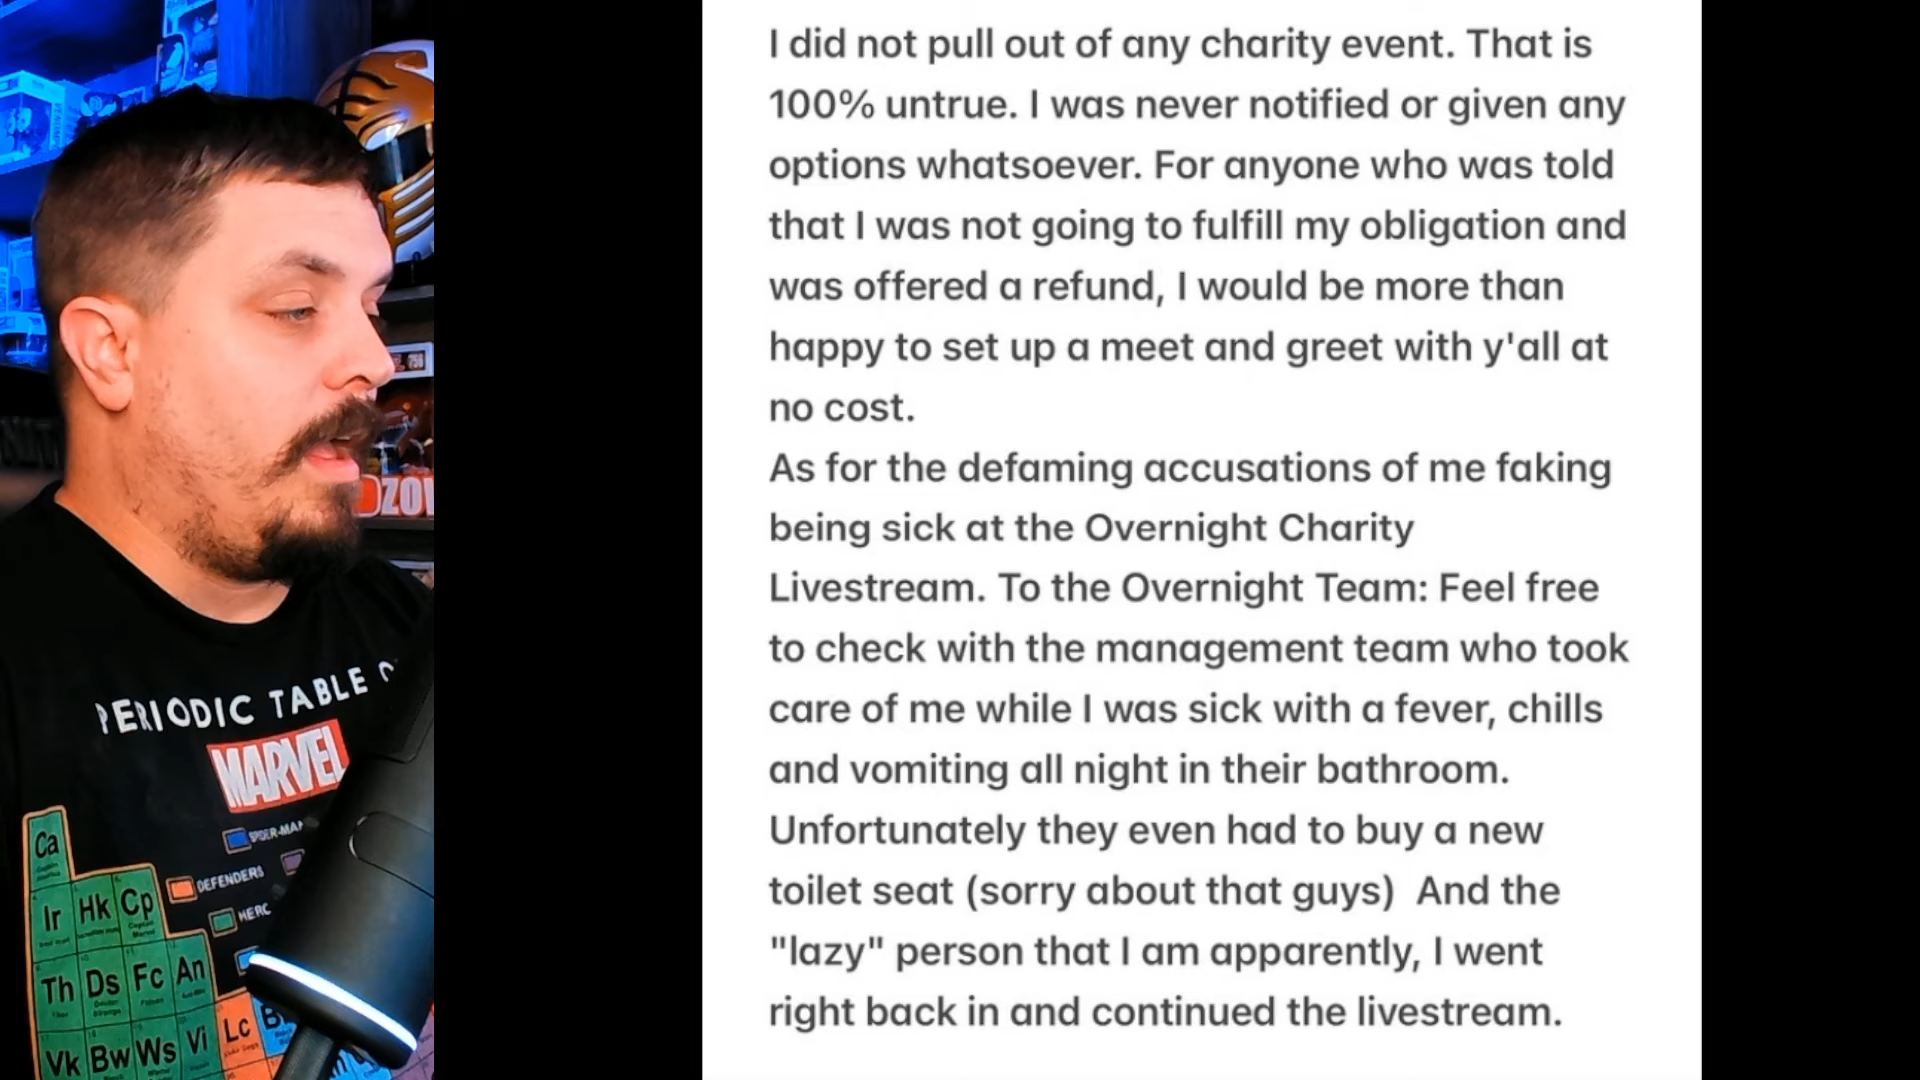 I did not pull out of any charity event. That is
100% untrue. I was never notified or given any
options whatsoever. For anyone who was told
that I was not going to fulfill my obligation and
was offered a refund, I would be more than
happy to set up a meet and greet with y'all at
no cost.
As for the defaming accusations of me faking
being sick at the Overnight Charity
Livestream. To the Overnight Team: Feel free
to check with the management team who took
care of me while I was sick with a fever, chills
and vomiting all night in their bathroom.
Unfortunately they even had to buy a new
toilet seat (sorry about that guys)  And the
"lazy" person that I am apparently, I went
right back in and continued the livestream.
PERIODIC TABLE
MARVEL
DEFENDERS
Ca
Ir Hk Cp
Th Ds Fc An
Vk Bw Ws Vi Lc